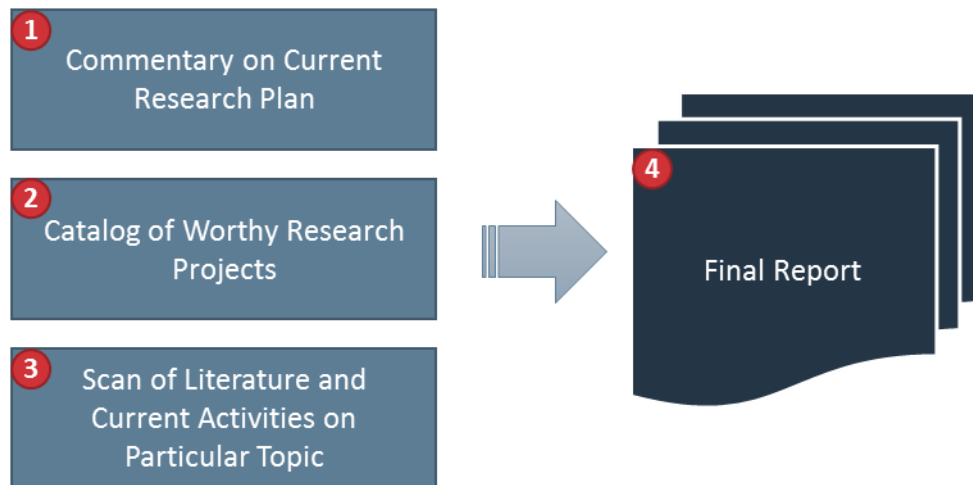 1
Commentary on Current
Research Plan
2
Catalog of Worthy Research
Projects
3
Scan of Literature and
Current Activities on
Particular Topic
4
Final Report